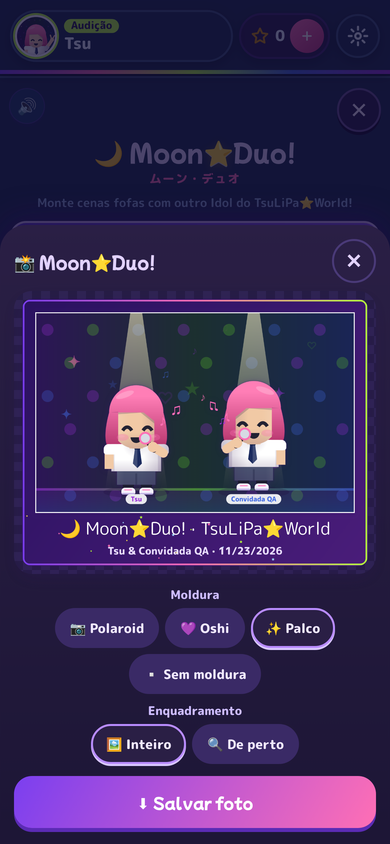 Audição
Tsu
0
+
Moon⭐Duo!
ムーン・デュオ
Monte cenas fofas com outro Idol do TsuLiPa⭐World!
Moon⭐Duo!
Tsu
Convidada QA
Moon⭐Duo! · TsuLiPa⭐World
Tsu & Convidada QA · 11/23/2026
Moldura
Polaroid
Oshi
Palco
Sem moldura
Enquadramento
Inteiro
De perto
Salvar foto